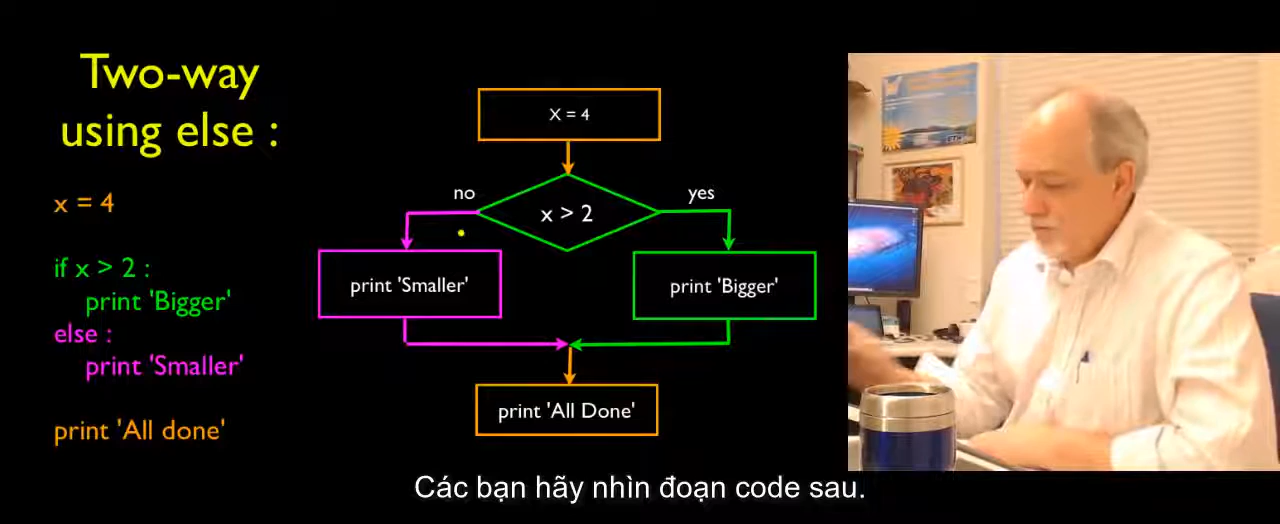 Two-way
using else :
x = 4
if x > 2 :
print 'Bigger'
else :
print 'Smaller'
print 'All done'
X = 4
no
yes
x > 2
print 'Smaller'
print 'Bigger'
print 'All Done'
Các bạn hãy nhìn đoạn code sau.